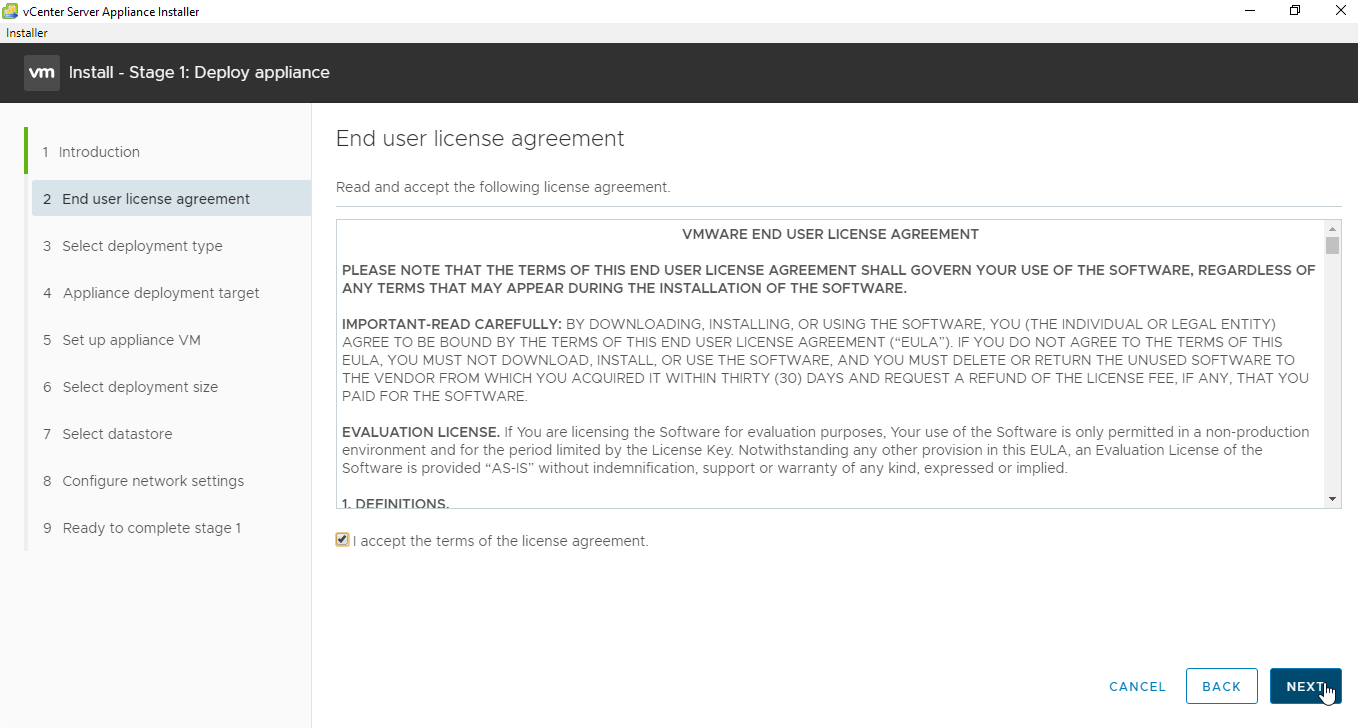 vCenter Server Appliance Installer
Installer
vm Install - Stage 1: Deploy appliance
1 Introduction
2 End user license agreement
3 Select deployment type
4 Appliance deployment target
5 Set up appliance VM
6 Select deployment size
7 Select datastore
8 Configure network settings
9 Ready to complete stage 1
End user license agreement
Read and accept the following license agreement.
VMWARE END USER LICENSE AGREEMENT
PLEASE NOTE THAT THE TERMS OF THIS END USER LICENSE AGREEMENT SHALL GOVERN YOUR USE OF THE SOFTWARE, REGARDLESS OF
ANY TERMS THAT MAY APPEAR DURING THE INSTALLATION OF THE SOFTWARE.
IMPORTANT-READ CAREFULLY: BY DOWNLOADING, INSTALLING, OR USING THE SOFTWARE, YOU (THE INDIVIDUAL OR LEGAL ENTITY)
AGREE TO BE BOUND BY THE TERMS OF THIS END USER LICENSE AGREEMENT (“EULA”). IF YOU DO NOT AGREE TO THE TERMS OF THIS
EULA, YOU MUST NOT DOWNLOAD, INSTALL, OR USE THE SOFTWARE, AND YOU MUST DELETE OR RETURN THE UNUSED SOFTWARE TO
THE VENDOR FROM WHICH YOU ACQUIRED IT WITHIN THIRTY (30) DAYS AND REQUEST A REFUND OF THE LICENSE FEE, IF ANY, THAT YOU
PAID FOR THE SOFTWARE.
EVALUATION LICENSE. If You are licensing the Software for evaluation purposes, Your use of the Software is only permitted in a non-production
environment and for the period limited by the License Key. Notwithstanding any other provision in this EULA, an Evaluation License of the
Software is provided “AS-IS” without indemnification, support or warranty of any kind, expressed or implied.
1. DEFINITIONS.
I accept the terms of the license agreement.
CANCEL
BACK
NEXT